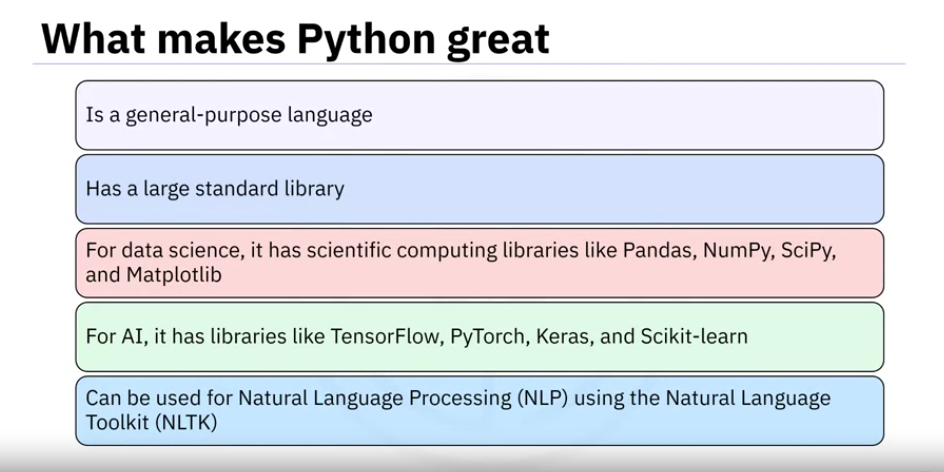 What makes Python great
Is a general-purpose language
Has a large standard library
For data science, it has scientific computing libraries like Pandas, NumPy, SciPy,
and Matplotlib
For AI, it has libraries like TensorFlow, PyTorch, Keras, and Scikit-learn
Can be used for Natural Language Processing (NLP) using the Natural Language
Toolkit (NLTK)